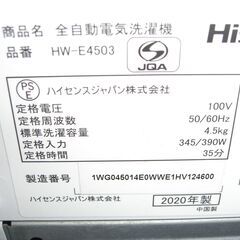 商品名 全自動電気洗濯機
品番 HW-E4503
His
JQA
PS
E
ハイセンスジャパン株式会社
定格電圧 100V
定格周波数 50/60Hz
標準洗濯容量 4.5kg
定格入力 345/390W
定格時間 35分
製造番号 1WG045014E0WWE1HV124600
ハイセンスジャパン株式会社 2020年製
中国製